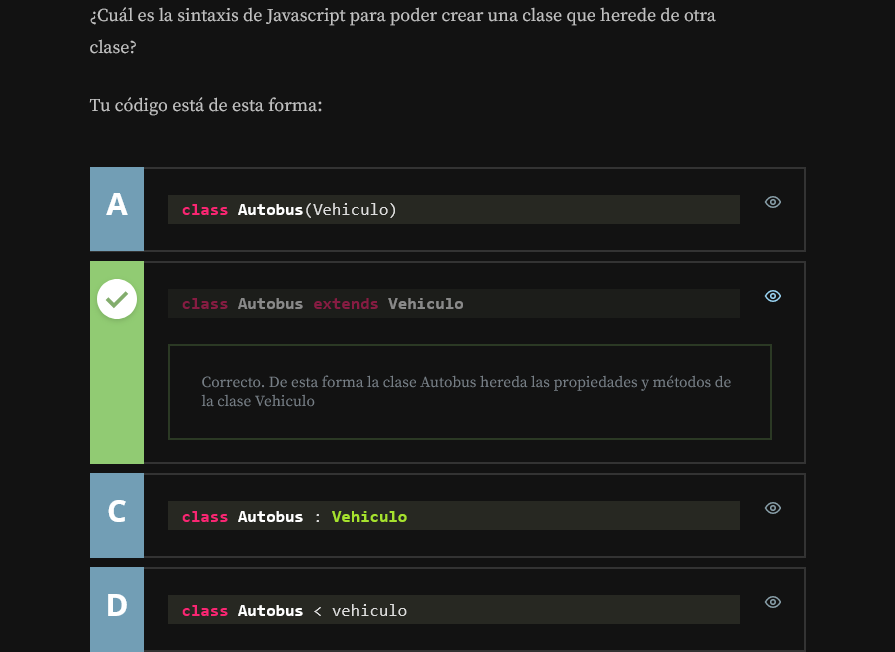 ¿Cuál es la sintaxis de Javascript para poder crear una clase que herede de otra
clase?
Tu código está de esta forma:
A
class Autobus(Vehiculo)
class Autobus extends Vehiculo
Correcto. De esta forma la clase Autobus hereda las propiedades y métodos de
la clase Vehiculo
C
class Autobus : Vehiculo
D
class Autobus < vehiculo